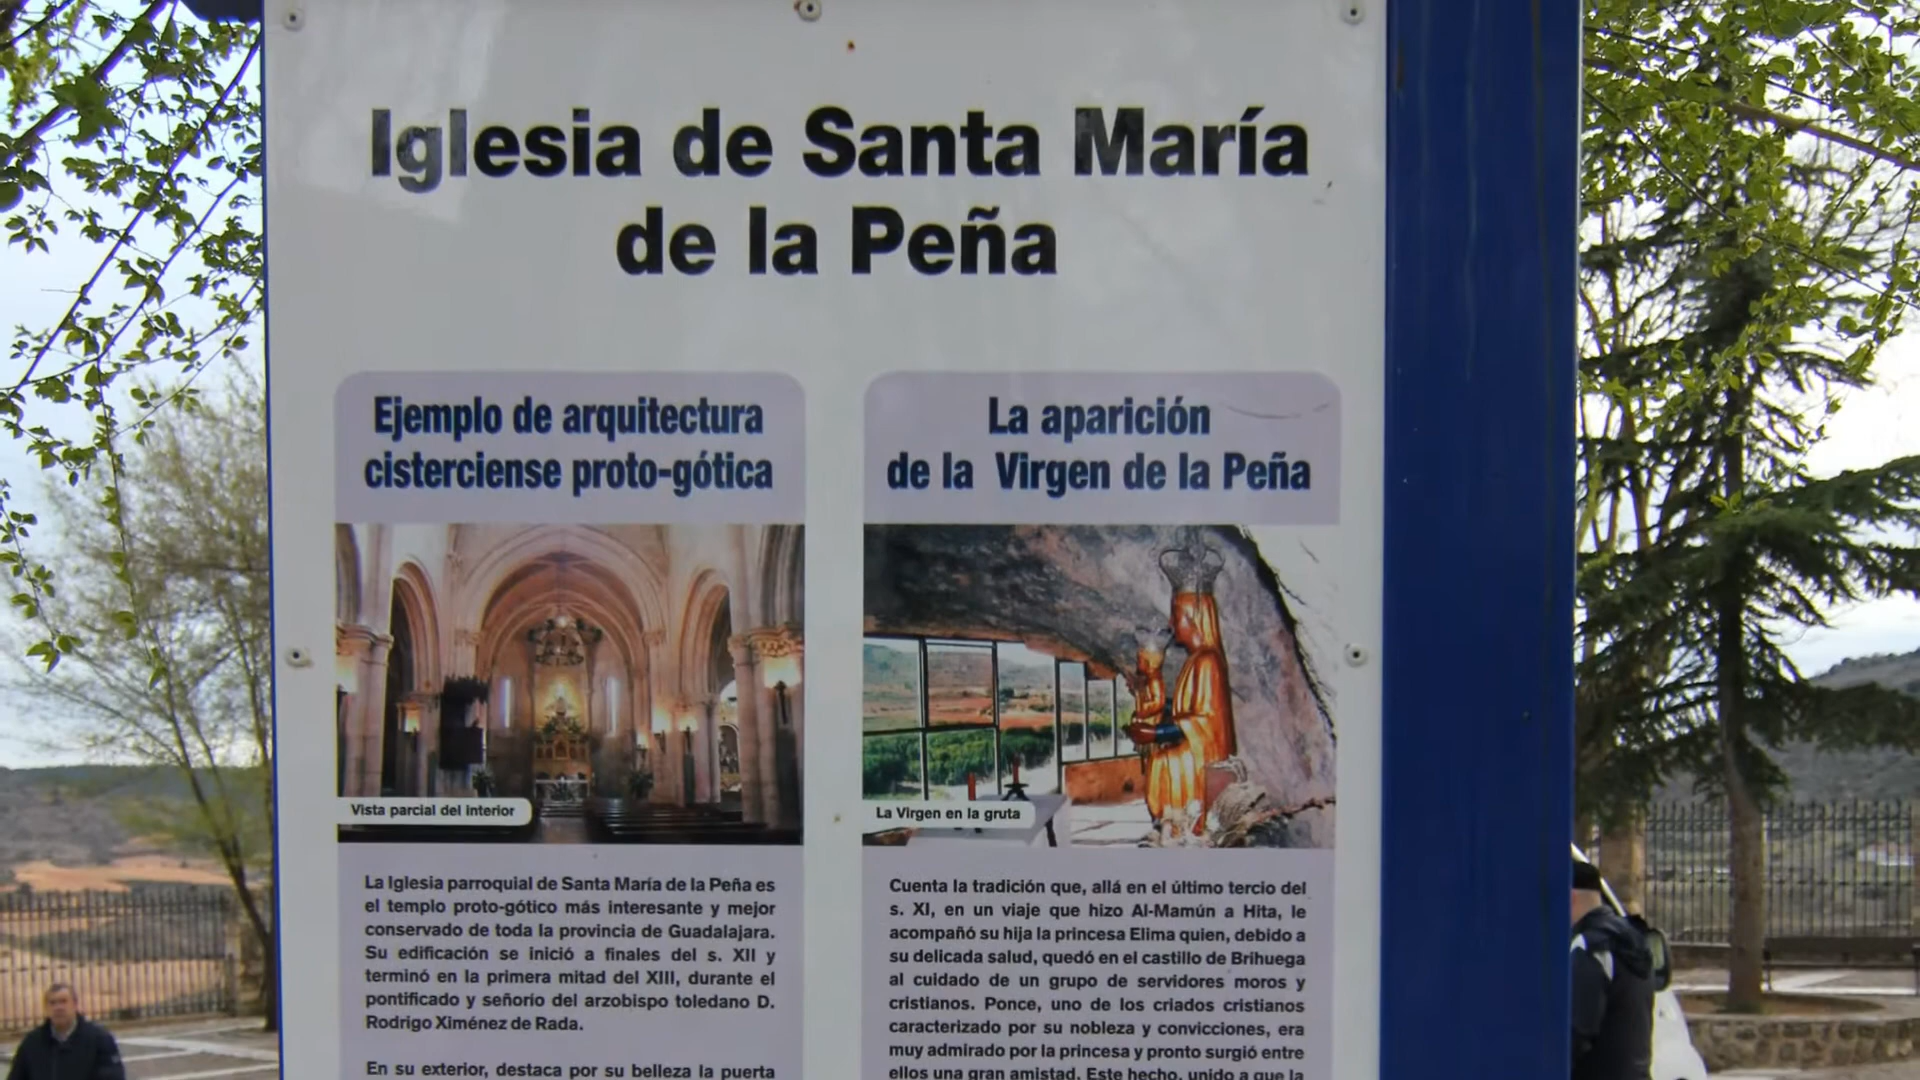 Iglesia de Santa María
de la Peña
Ejemplo de arquitectura
cisterciense proto-gótica
Vista parcial del interior
La Iglesia parroquial de Santa María de la Peña es
el templo proto-gótico más interesante y mejor
conservado de toda la provincia de Guadalajara.
Su edificación se inició a finales del s. XII y
terminó en la primera mitad del XIII, durante el
pontificado y señorío del arzobispo toledano D.
Rodrigo Ximénez de Rada.
En su exterior, destaca por su belleza la puerta
La aparición
de la Virgen de la Peña
La Virgen en la gruta
Cuenta la tradición que, allá en el último tercio del
s. XI, en un viaje que hizo Al-Mamún a Hita, le
acompañó su hija la princesa Elima quien, debido a
su delicada salud, quedó en el castillo de Brihuega
al cuidado de un grupo de servidores moros y
cristianos. Ponce, uno de los criados cristianos
caracterizado por su nobleza y convicciones, era
muy admirado por la princesa y pronto surgió entre
ellos una gran amistad. Este hecho, unido a que la